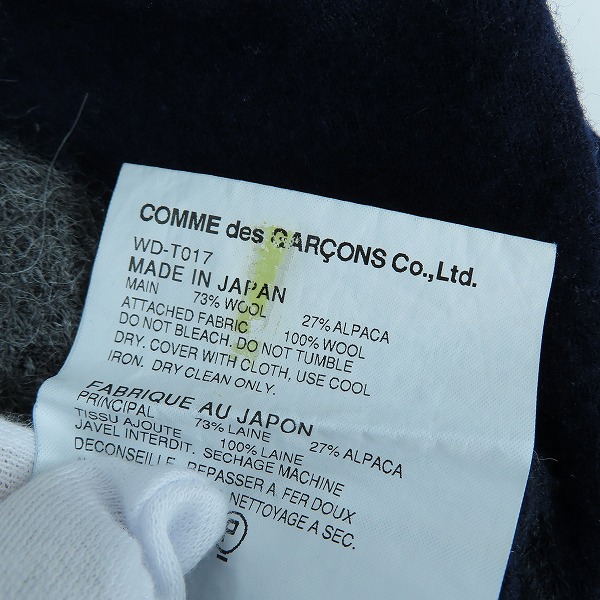 COMME des GARÇONS Co.,Ltd.
WD-T017
MADE IN JAPAN
MAIN 73% WOOL 27% ALPACA
ATTACHED FABRIC 100% WOOL
DO NOT BLEACH, DO NOT TUMBLE
DRY, COVER WITH CLOTH, USE COOL
IRON. DRY CLEAN ONLY.
FABRIQUE AU JAPON
PRINCIPAL 73% LAINE 27% ALPACA
TISSU AJOUTE 100% LAINE
JAVEL INTERDIT. SECHAGE MACHINE
DECONSEILLE. REPASSER A FER DOUX
NETTOYAGE A SEC.
P